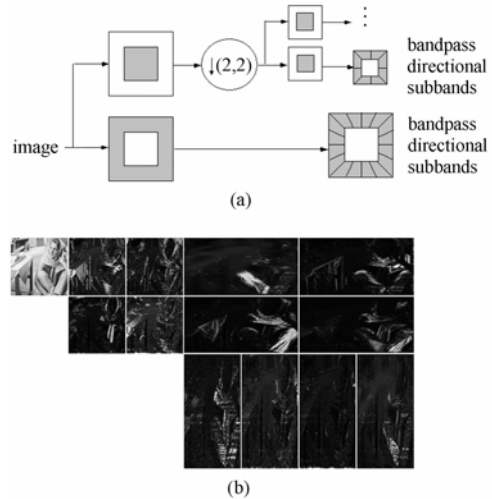 ↓(2,2)
bandpass
directional
subbands
image
bandpass
directional
subbands
(a)
(b)